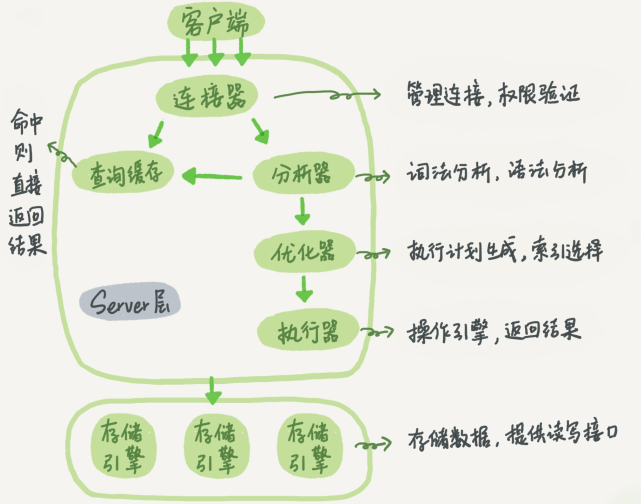 客户端
连接器
管理连接，权限验证
命中
则
直接
返回
结果
查询缓存
分析器
词法分析，语法分析
优化器
执行计划生成，索引选择
Server层
执行器
操作引擎，返回结果
存储
引擎
存储
引擎
存储
引擎
存储数据，提供读写接口